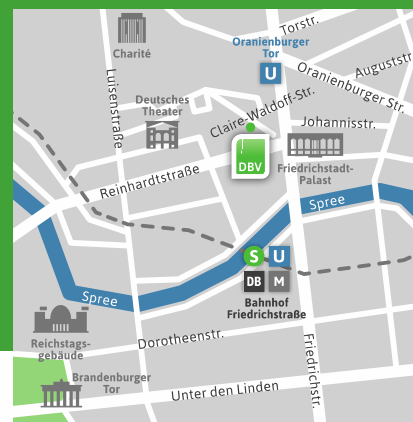 Torstr.
Charité
Oranienburger
Tor
U
Auguststr.
Oranienburger Str.
Luisenstraße
Deutsches
Theater
Claire-Waldoff-Str.
Johannisstr.
DBV
Friedrichstadt-
Palast
Reinhardtstraße
Spree
S
U
DB
M
Bahnhof
Friedrichstraße
Spree
Reichstags-
gebäude
Dorotheenstr.
Friedrichstr.
Brandenburger
Tor
Unter den Linden